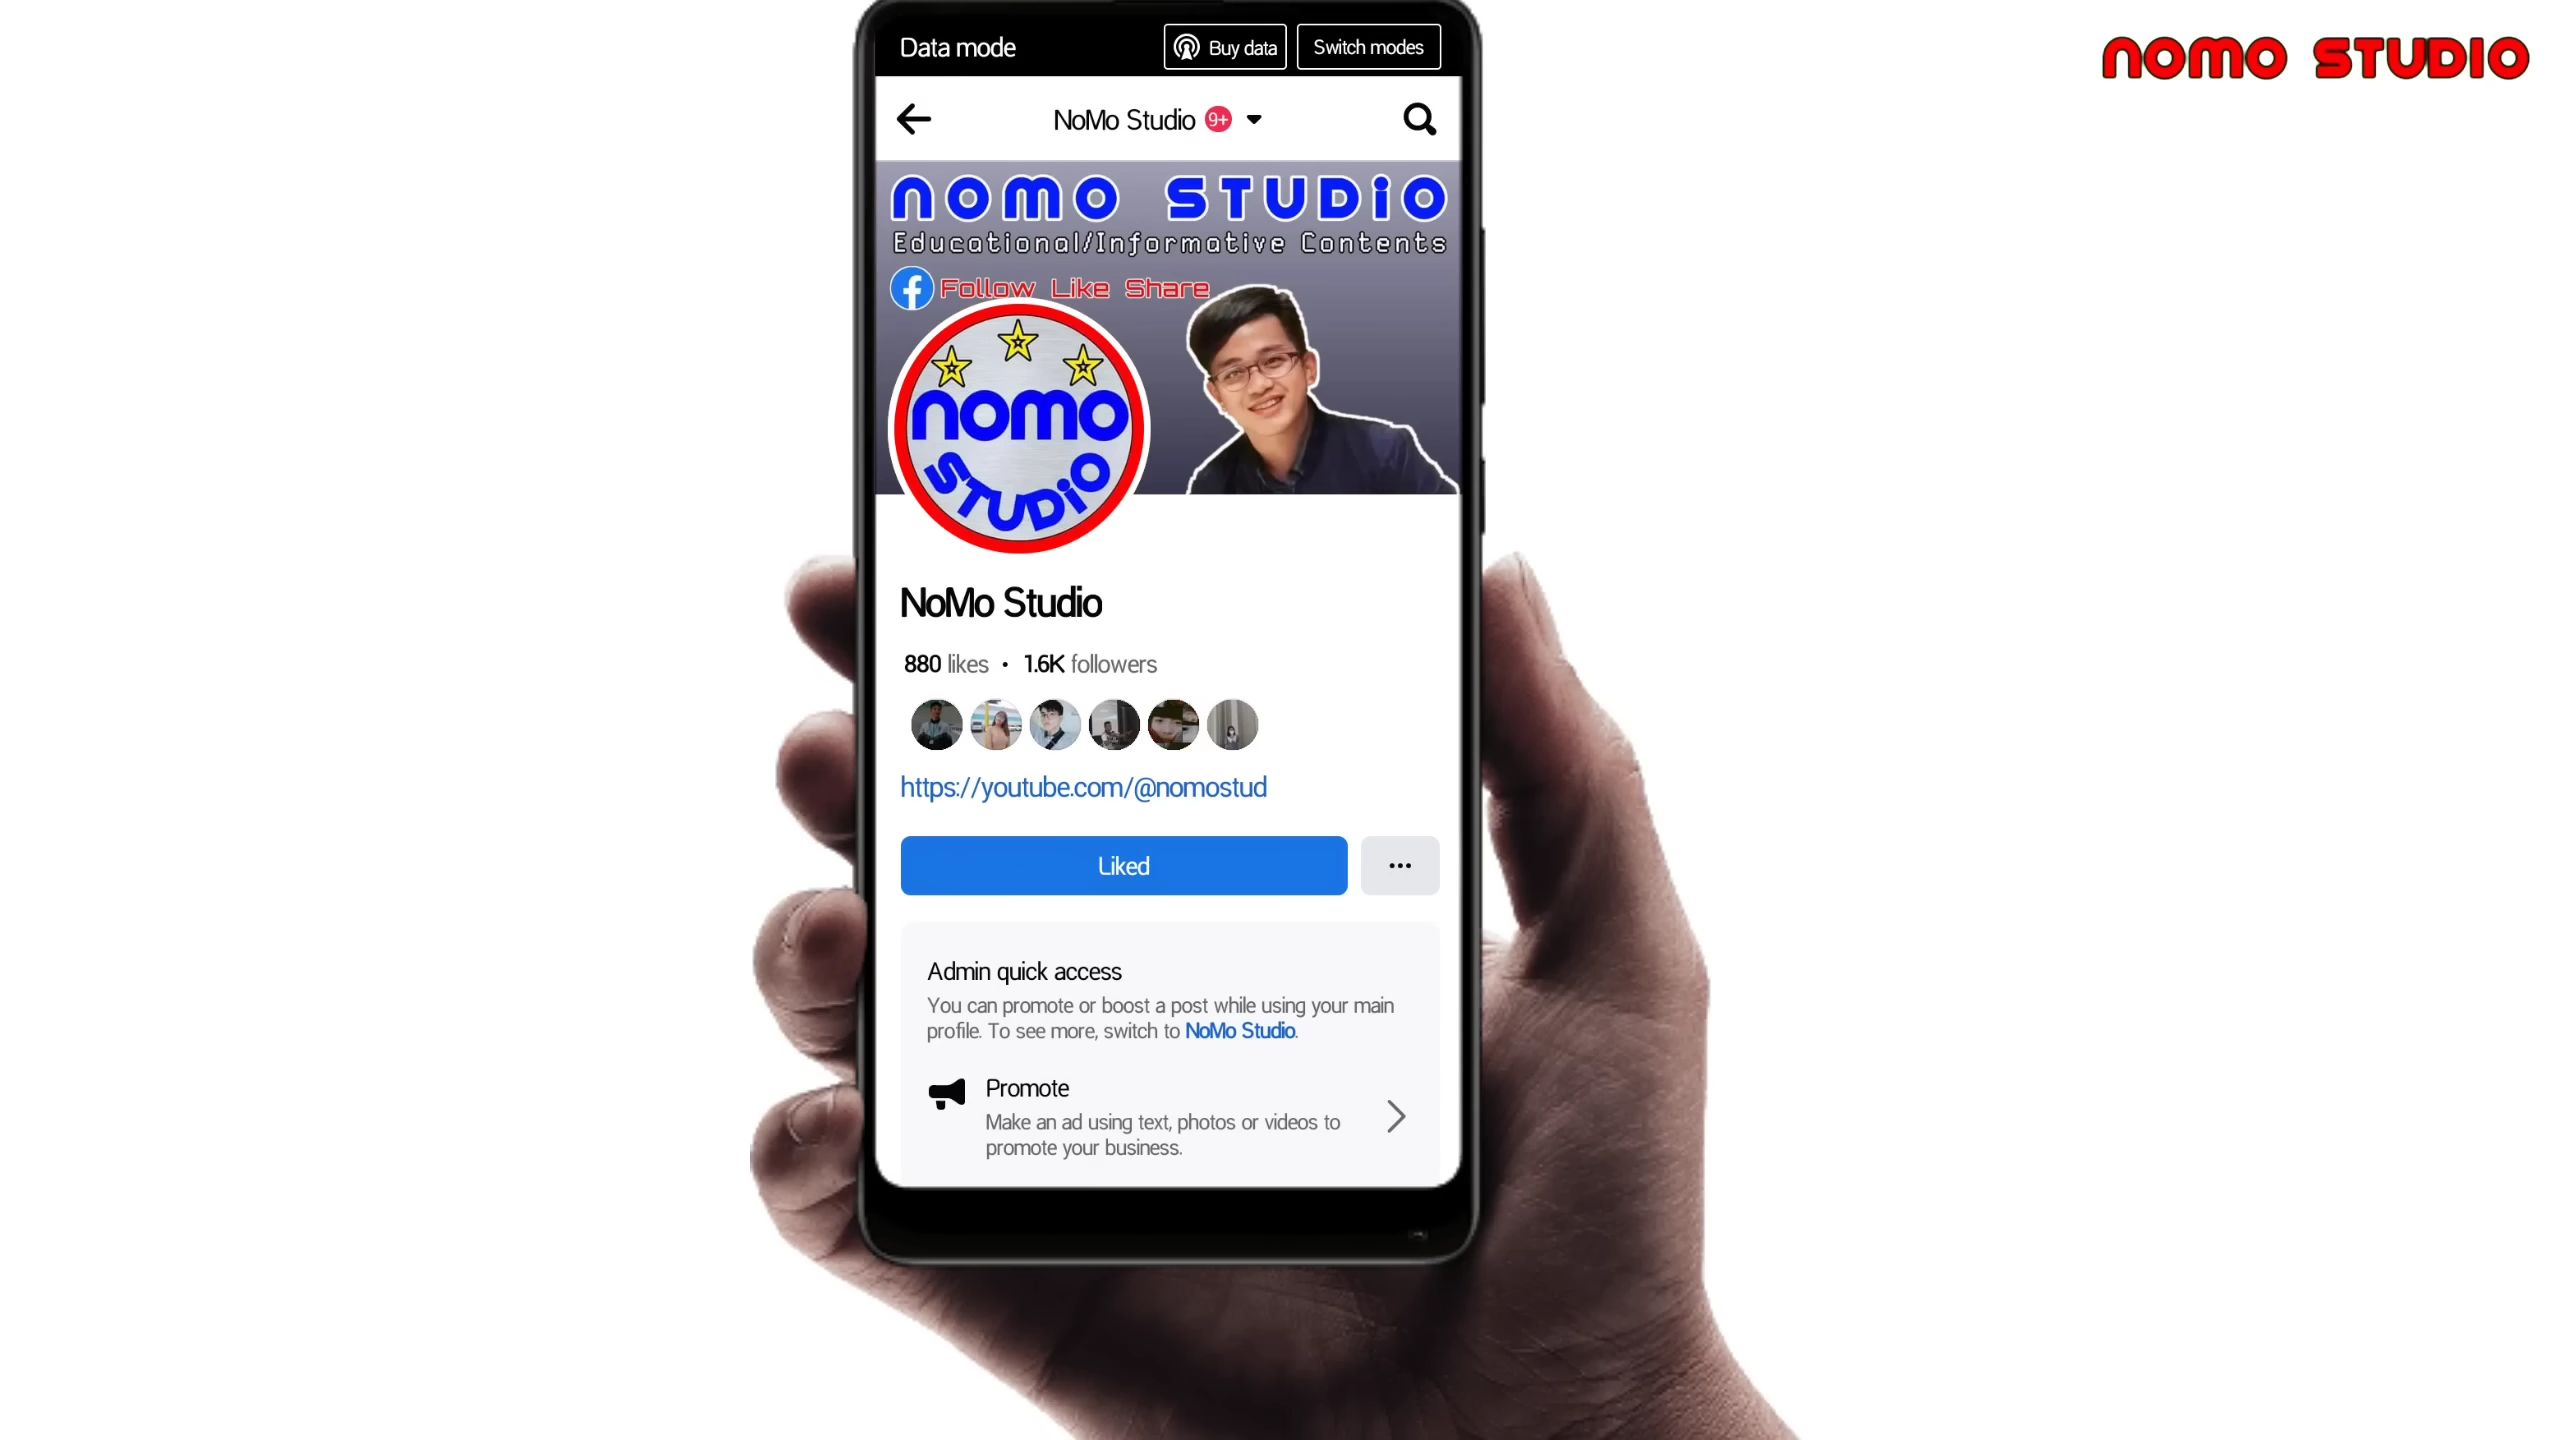 Data mode
Buy data
Switch modes
NOMO STUDIO
NoMo Studio 9+
NOMO STUDiO
Educational/Informative Contents
Follow Like Share
nomo
STUDiO
NoMo Studio
880 likes • 1.6K followers
https://youtube.com/@nomostud
Liked
Admin quick access
You can promote or boost a post while using your main
profile. To see more, switch to NoMo Studio.
Promote
Make an ad using text, photos or videos to
promote your business.